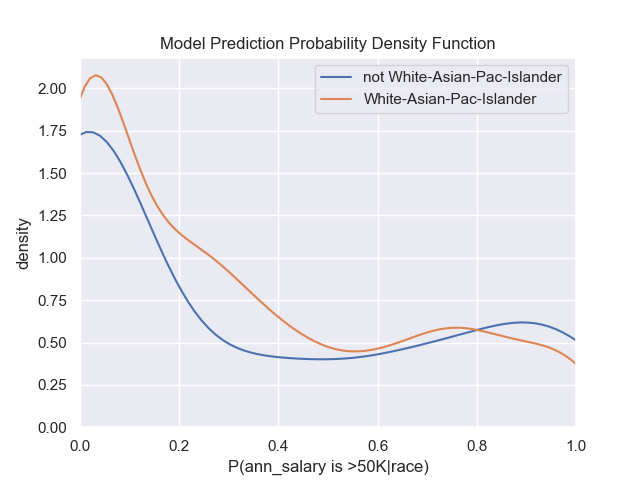 Model Prediction Probability Density Function
not White-Asian-Pac-Islander
White-Asian-Pac-Islander
density
2.00
1.75
1.50
1.25
1.00
0.75
0.50
0.25
0.00
0.0 0.2 0.4 0.6 0.8 1.0
P(ann_salary is >50K|race)